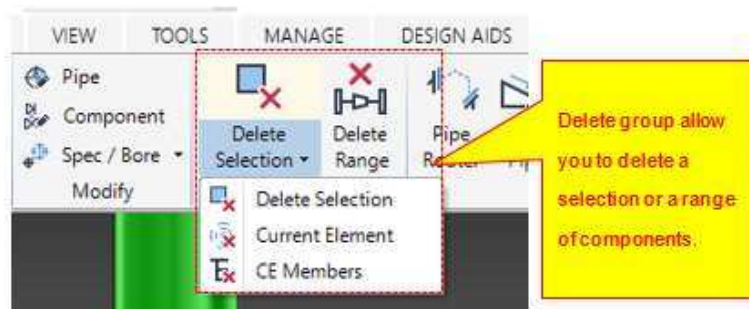 VIEW TOOLS MANAGE DESIGN AIDS
Pipe
Component
Spec / Bore
Modify
Delete
Selection
Delete
Range
Pipe
Delete Selection
Current Element
CE Members
Delete group allow
you to delete a
selection or a range
of components.